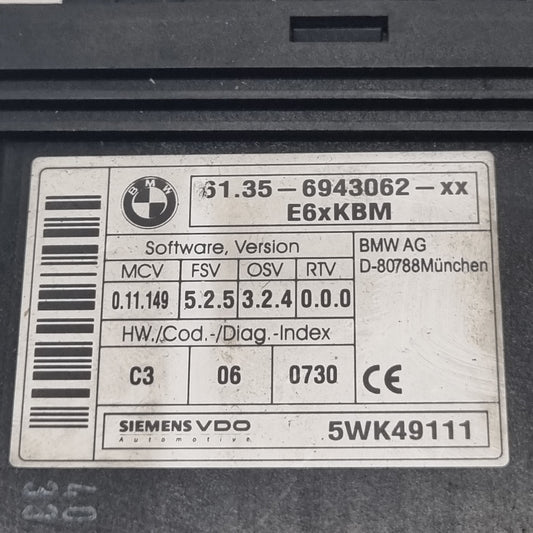 BMW
61.35 - 6943062 - xx
E6xKBM
Software, Version
MCV FSV OSV RTV
0.11.149 5.2.5 3.2.4 0.0.0
HW./Cod.-/Diag.-Index
C3 06 0730
BMW AG
D-80788München
CE
SIEMENS VDO
Automotive
5WK49111